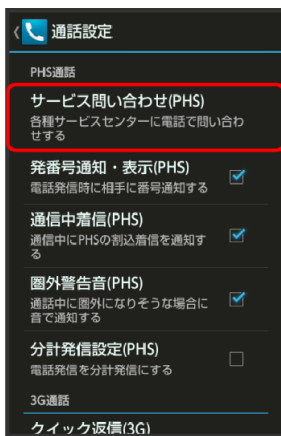 通話設定
PHS通話
サービス問い合わせ(PHS)
各種サービスセンターに電話で問い合わ
せする
発番号通知・表示(PHS)
電話発信時に相手に番号通知する
通信中着信(PHS)
通信中にPHSの割込着信を通知す
る
圏外警告音(PHS)
通話中に圏外になりそうな場合に
音で通知する
分計発信設定(PHS)
電話発信を分計発信にする
3G通話
クイック返信(3G)